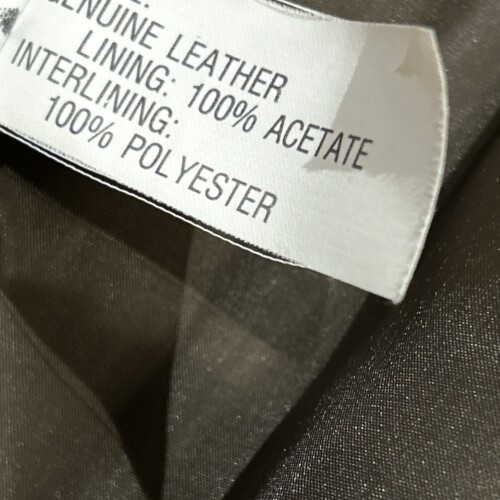 GENUINE LEATHER
LINING: 100% ACETATE
INTERLINING:
100% POLYESTER